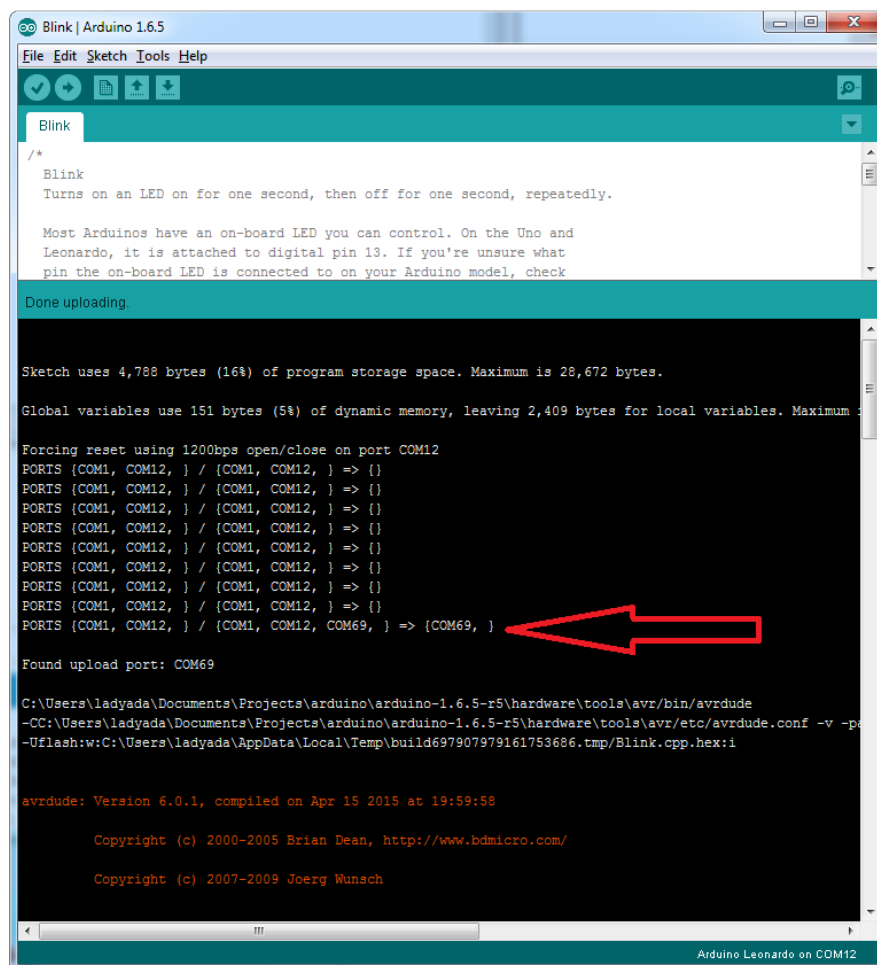 Blink | Arduino 1.6.5
File Edit Sketch Tools Help
Blink
/*
Blink
Turns on an LED on for one second, then off for one second, repeatedly.
Most Arduinos have an on-board LED you can control. On the Uno and
Leonardo, it is attached to digital pin 13. If you're unsure what
pin the on-board LED is connected to on your Arduino model, check
Done uploading.
Sketch uses 4,788 bytes (16%) of program storage space. Maximum is 28,672 bytes.
Global variables use 151 bytes (5%) of dynamic memory, leaving 2,409 bytes for local variables. Maximum
Forcing reset using 1200bps open/close on port COM12
PORTS {COM1, COM12, } / {COM1, COM12, } => {}
PORTS {COM1, COM12, } / {COM1, COM12, } => {}
PORTS {COM1, COM12, } / {COM1, COM12, } => {}
PORTS {COM1, COM12, } / {COM1, COM12, } => {}
PORTS {COM1, COM12, } / {COM1, COM12, } => {}
PORTS {COM1, COM12, } / {COM1, COM12, } => {}
PORTS {COM1, COM12, } / {COM1, COM12, } => {}
PORTS {COM1, COM12, } / {COM1, COM12, } => {}
PORTS {COM1, COM12, } / {COM1, COM12, COM69, } => {COM69, }
Found upload port: COM69
C:\Users\ladyada\Documents\Projects\arduino\arduino-1.6.5-r5\hardware\tools\avr/bin/avrdude
-CC:\Users\ladyada\Documents\Projects\arduino\arduino-1.6.5-r5\hardware\tools\avr/etc/avrdude.conf -v -pa
-Uflash:w:C:\Users\ladyada\AppData\Local\Temp\build697907979161753686.tmp/Blink.cpp.hex:i
avrdude: Version 6.0.1, compiled on Apr 15 2015 at 19:59:58
Copyright (c) 2000-2005 Brian Dean, http://www.bdmicro.com/
Copyright (c) 2007-2009 Joerg Wunsch
Arduino Leonardo on COM12